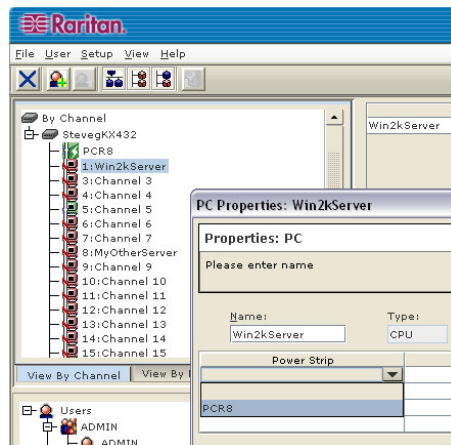 Raritan.
File User Setup View Help
By Channel
StevegKX432
PCR8
1:Win2kServer
3:Channel 3
4:Channel 4
5:Channel 5
6:Channel 6
7:Channel 7
8:MyOtherServer
9:Channel 9
10:Channel 10
11:Channel 11
12:Channel 12
13:Channel 13
14:Channel 14
15:Channel 15
View By Channel
View By
Users
ADMIN
ADMIN
Win2kServer
PC Properties: Win2kServer
Properties: PC
Please enter name
Name:
Type:
Win2kServer
CPU
Power Strip
PCR8